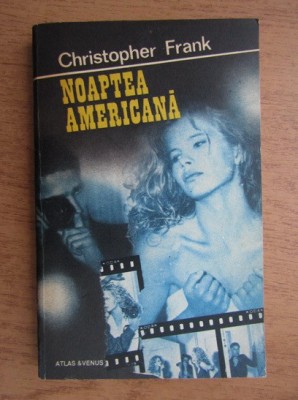 Christopher Frank
NOAPTEA
AMERICANĂ
ATLAS & VENUS